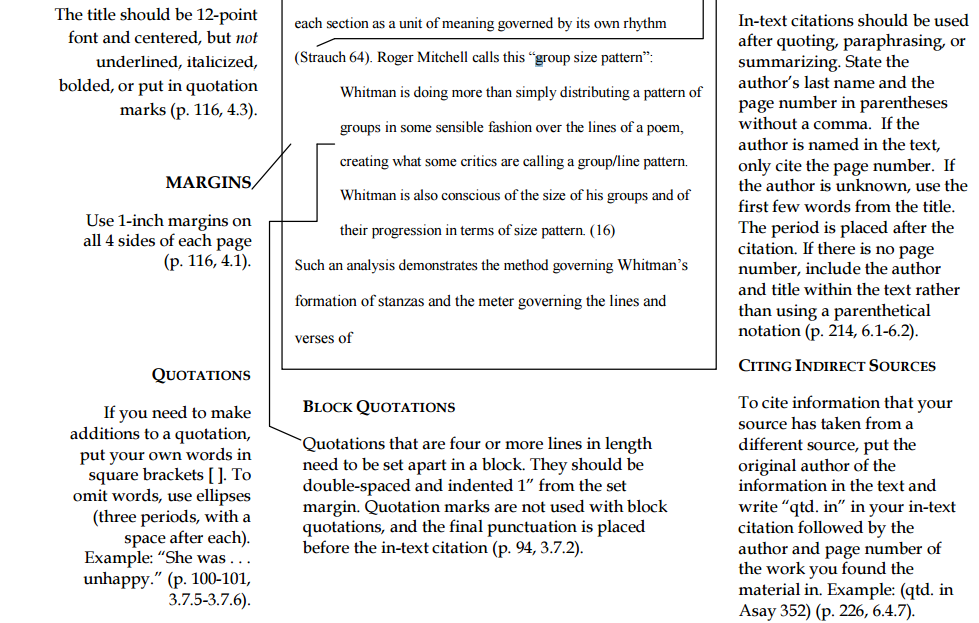 The title should be 12-point
font and centered, but not
underlined, italicized,
bolded, or put in quotation
marks (p. 116, 4.3).
MARGINS
Use 1-inch margins on
all 4 sides of each page
(p. 116, 4.1).
QUOTATIONS
If you need to make
additions to a quotation,
put your own words in
square brackets [ ]. To
omit words, use ellipses
(three periods, with a
space after each).
Example: “She was . . .
unhappy.” (p. 100-101,
3.7.5-3.7.6).
each section as a unit of meaning governed by its own rhythm
(Strauch 64). Roger Mitchell calls this “group size pattern”:
Whitman is doing more than simply distributing a pattern of
groups in some sensible fashion over the lines of a poem,
creating what some critics are calling a group/line pattern.
Whitman is also conscious of the size of his groups and of
their progression in terms of size pattern. (16)
Such an analysis demonstrates the method governing Whitman’s
formation of stanzas and the meter governing the lines and
verses of
BLOCK QUOTATIONS
Quotations that are four or more lines in length
need to be set apart in a block. They should be
double-spaced and indented 1” from the set
margin. Quotation marks are not used with block
quotations, and the final punctuation is placed
before the in-text citation (p. 94, 3.7.2).
In-text citations should be used
after quoting, paraphrasing, or
summarizing. State the
author’s last name and the
page number in parentheses
without a comma.  If the
author is named in the text,
only cite the page number.  If
the author is unknown, use the
first few words from the title.
The period is placed after the
citation. If there is no page
number, include the author
and title within the text rather
than using a parenthetical
notation (p. 214, 6.1-6.2).
CITING INDIRECT SOURCES
To cite information that your
source has taken from a
different source, put the
original author of the
information in the text and
write “qtd. in” in your in-text
citation followed by the
author and page number of
the work you found the
material in. Example: (qtd. in
Asay 352) (p. 226, 6.4.7).